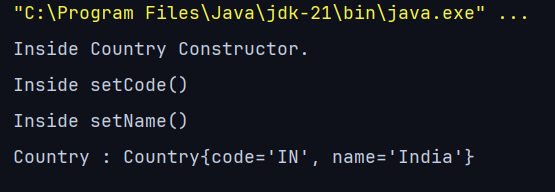 "C:\Program Files\Java\jdk-21\bin\java.exe" ...
Inside Country Constructor.
Inside setCode()
Inside setName()
Country : Country{code='IN', name='India'}